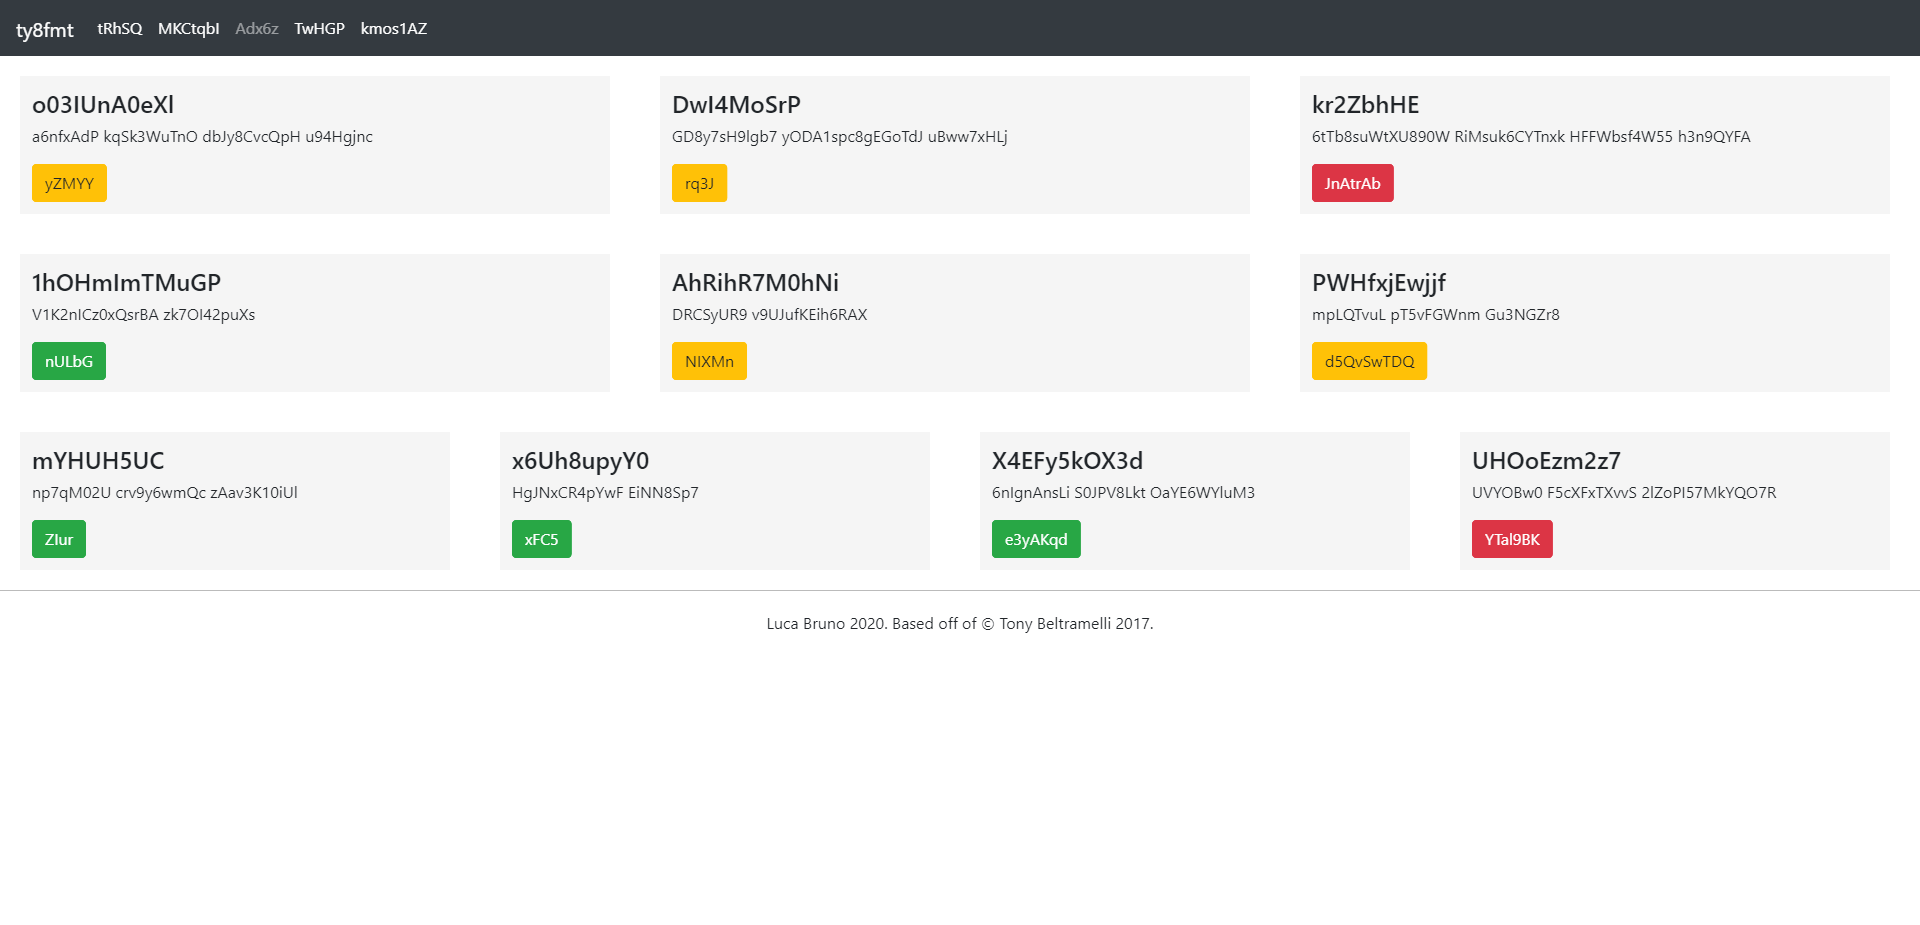 ty8fmt tRhSQ MKCtqbI Adx6z TwHGP kmos1AZ
o03IUnA0eXl DwI4MoSrP kr2ZbhHE
a6nfxAdP kqSk3WuTnO dbJy8CvcQpH u94Hgjnc GD8y7sH9lgb7 yODA1spc8gEGoTdJ uBww7xHLj 6tTb8suWtXU890W RiMsuk6CYTnxk HFFWbsf4W55 h3n9QYFA
yZMYY rq3J JnAtrAb
1hOHmImTMuGP AhRihR7M0hNi PWHfxjEwjjf
V1K2nICz0xQsrBA zk7OI42puXs DRCSyUR9 v9UJufKEih6RAX mpLQTvuL pT5vFGWnm Gu3NGZr8
nULbG NIXMn d5QvSwTDQ
mYHUH5UC x6Uh8upyY0 X4EFy5kOX3d UHOoEzm2z7
np7qM02U crv9y6wmQc zAav3K10iUl HgJNxCR4pYwF EiNN8Sp7 6nIgnAnsLi S0JPV8Lkt OaYE6WYluM3 UVYOBw0 F5cXFxTXvvS 2lZoPI57MkYQO7R
ZIur xFC5 e3yAKqd YTal9BK
Luca Bruno 2020. Based off of © Tony Beltramelli 2017.